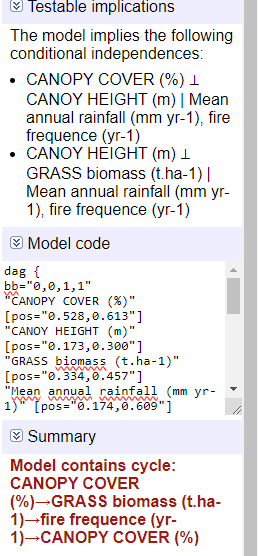 Testable implications
The model implies the following
conditional independences:
• CANOPY COVER (%) ⊥
CANOY HEIGHT (m) | Mean
annual rainfall (mm yr-1), fire
frequence (yr-1)
• CANOY HEIGHT (m) ⊥
GRASS biomass (t.ha-1) |
Mean annual rainfall (mm yr-
1), fire frequence (yr-1)
Model code
dag {
bb="0,0,1,1"
"CANOPY COVER (%)"
[pos="0.528,0.613"]
"CANOY HEIGHT (m)"
[pos="0.173,0.300"]
"GRASS biomass (t.ha-1)"
[pos="0.334,0.457"]
"Mean annual rainfall (mm yr-
1)" [pos="0.174,0.609"]
Summary
Model contains cycle:
CANOPY COVER
(%)→GRASS biomass (t.ha-
1)→fire frequence (yr-
1)→CANOPY COVER (%)